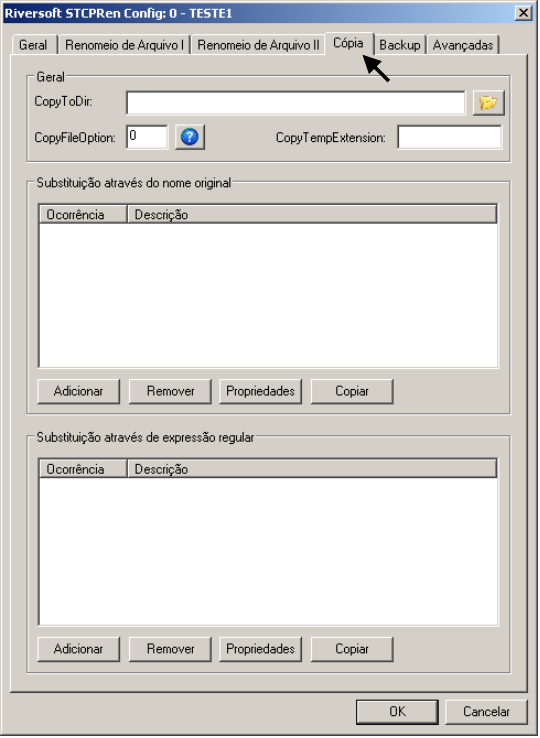 Riversoft STCPRen Config: 0 - TESTE1
Geral Renomeio de Arquivo I Renomeio de Arquivo II Cópia Backup Avançadas
Geral
CopyToDir:
CopyFileOption: 0 ? CopyTempExtension:
Substituição através do nome original
Ocorrência Descrição
Adicionar Remover Propriedades Copiar
Substituição através de expressão regular
Ocorrência Descrição
Adicionar Remover Propriedades Copiar
OK Cancelar